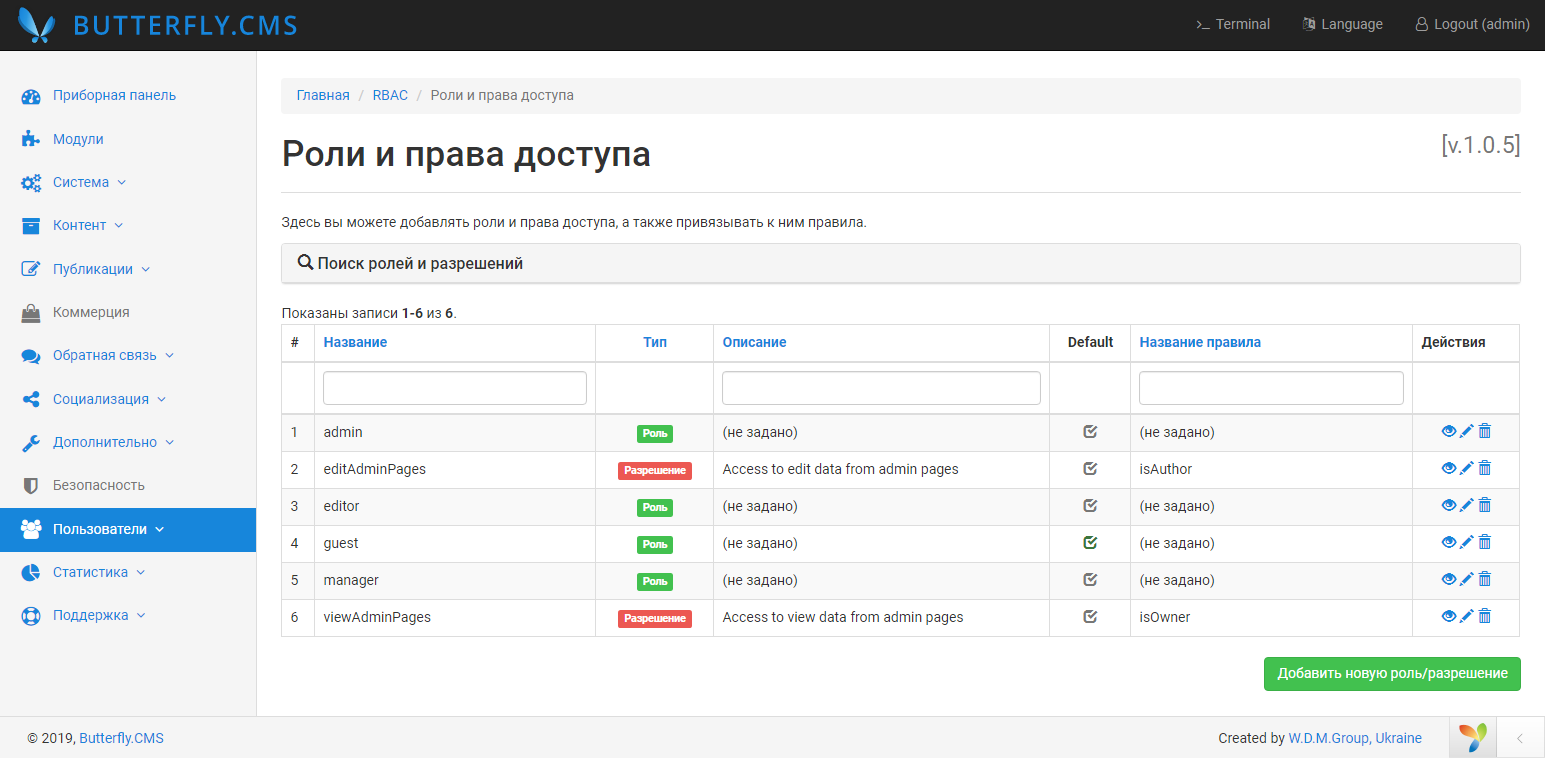 BUTTERFLY.CMS
Terminal Language Logout (admin)
Приборная панель
Модули
Система
Контент
Публикации
Коммерция
Обратная связь
Социализация
Дополнительно
Безопасность
Пользователи
Статистика
Поддержка
Главная / RBAC / Роли и права доступа
Роли и права доступа
[v.1.0.5]
Здесь вы можете добавлять роли и права доступа, а также привязывать к ним правила.
Поиск ролей и разрешений
Показаны записи 1-6 из 6.
# Название Тип Описание Default Название правила Действия
1 admin Роль (не задано) (не задано)
2 editAdminPages Разрешение Access to edit data from admin pages isAuthor
3 editor Роль (не задано) (не задано)
4 guest Роль (не задано) (не задано)
5 manager Роль (не задано) (не задано)
6 viewAdminPages Разрешение Access to view data from admin pages isOwner
Добавить новую роль/разрешение
© 2019, Butterfly.CMS
Created by W.D.M.Group, Ukraine